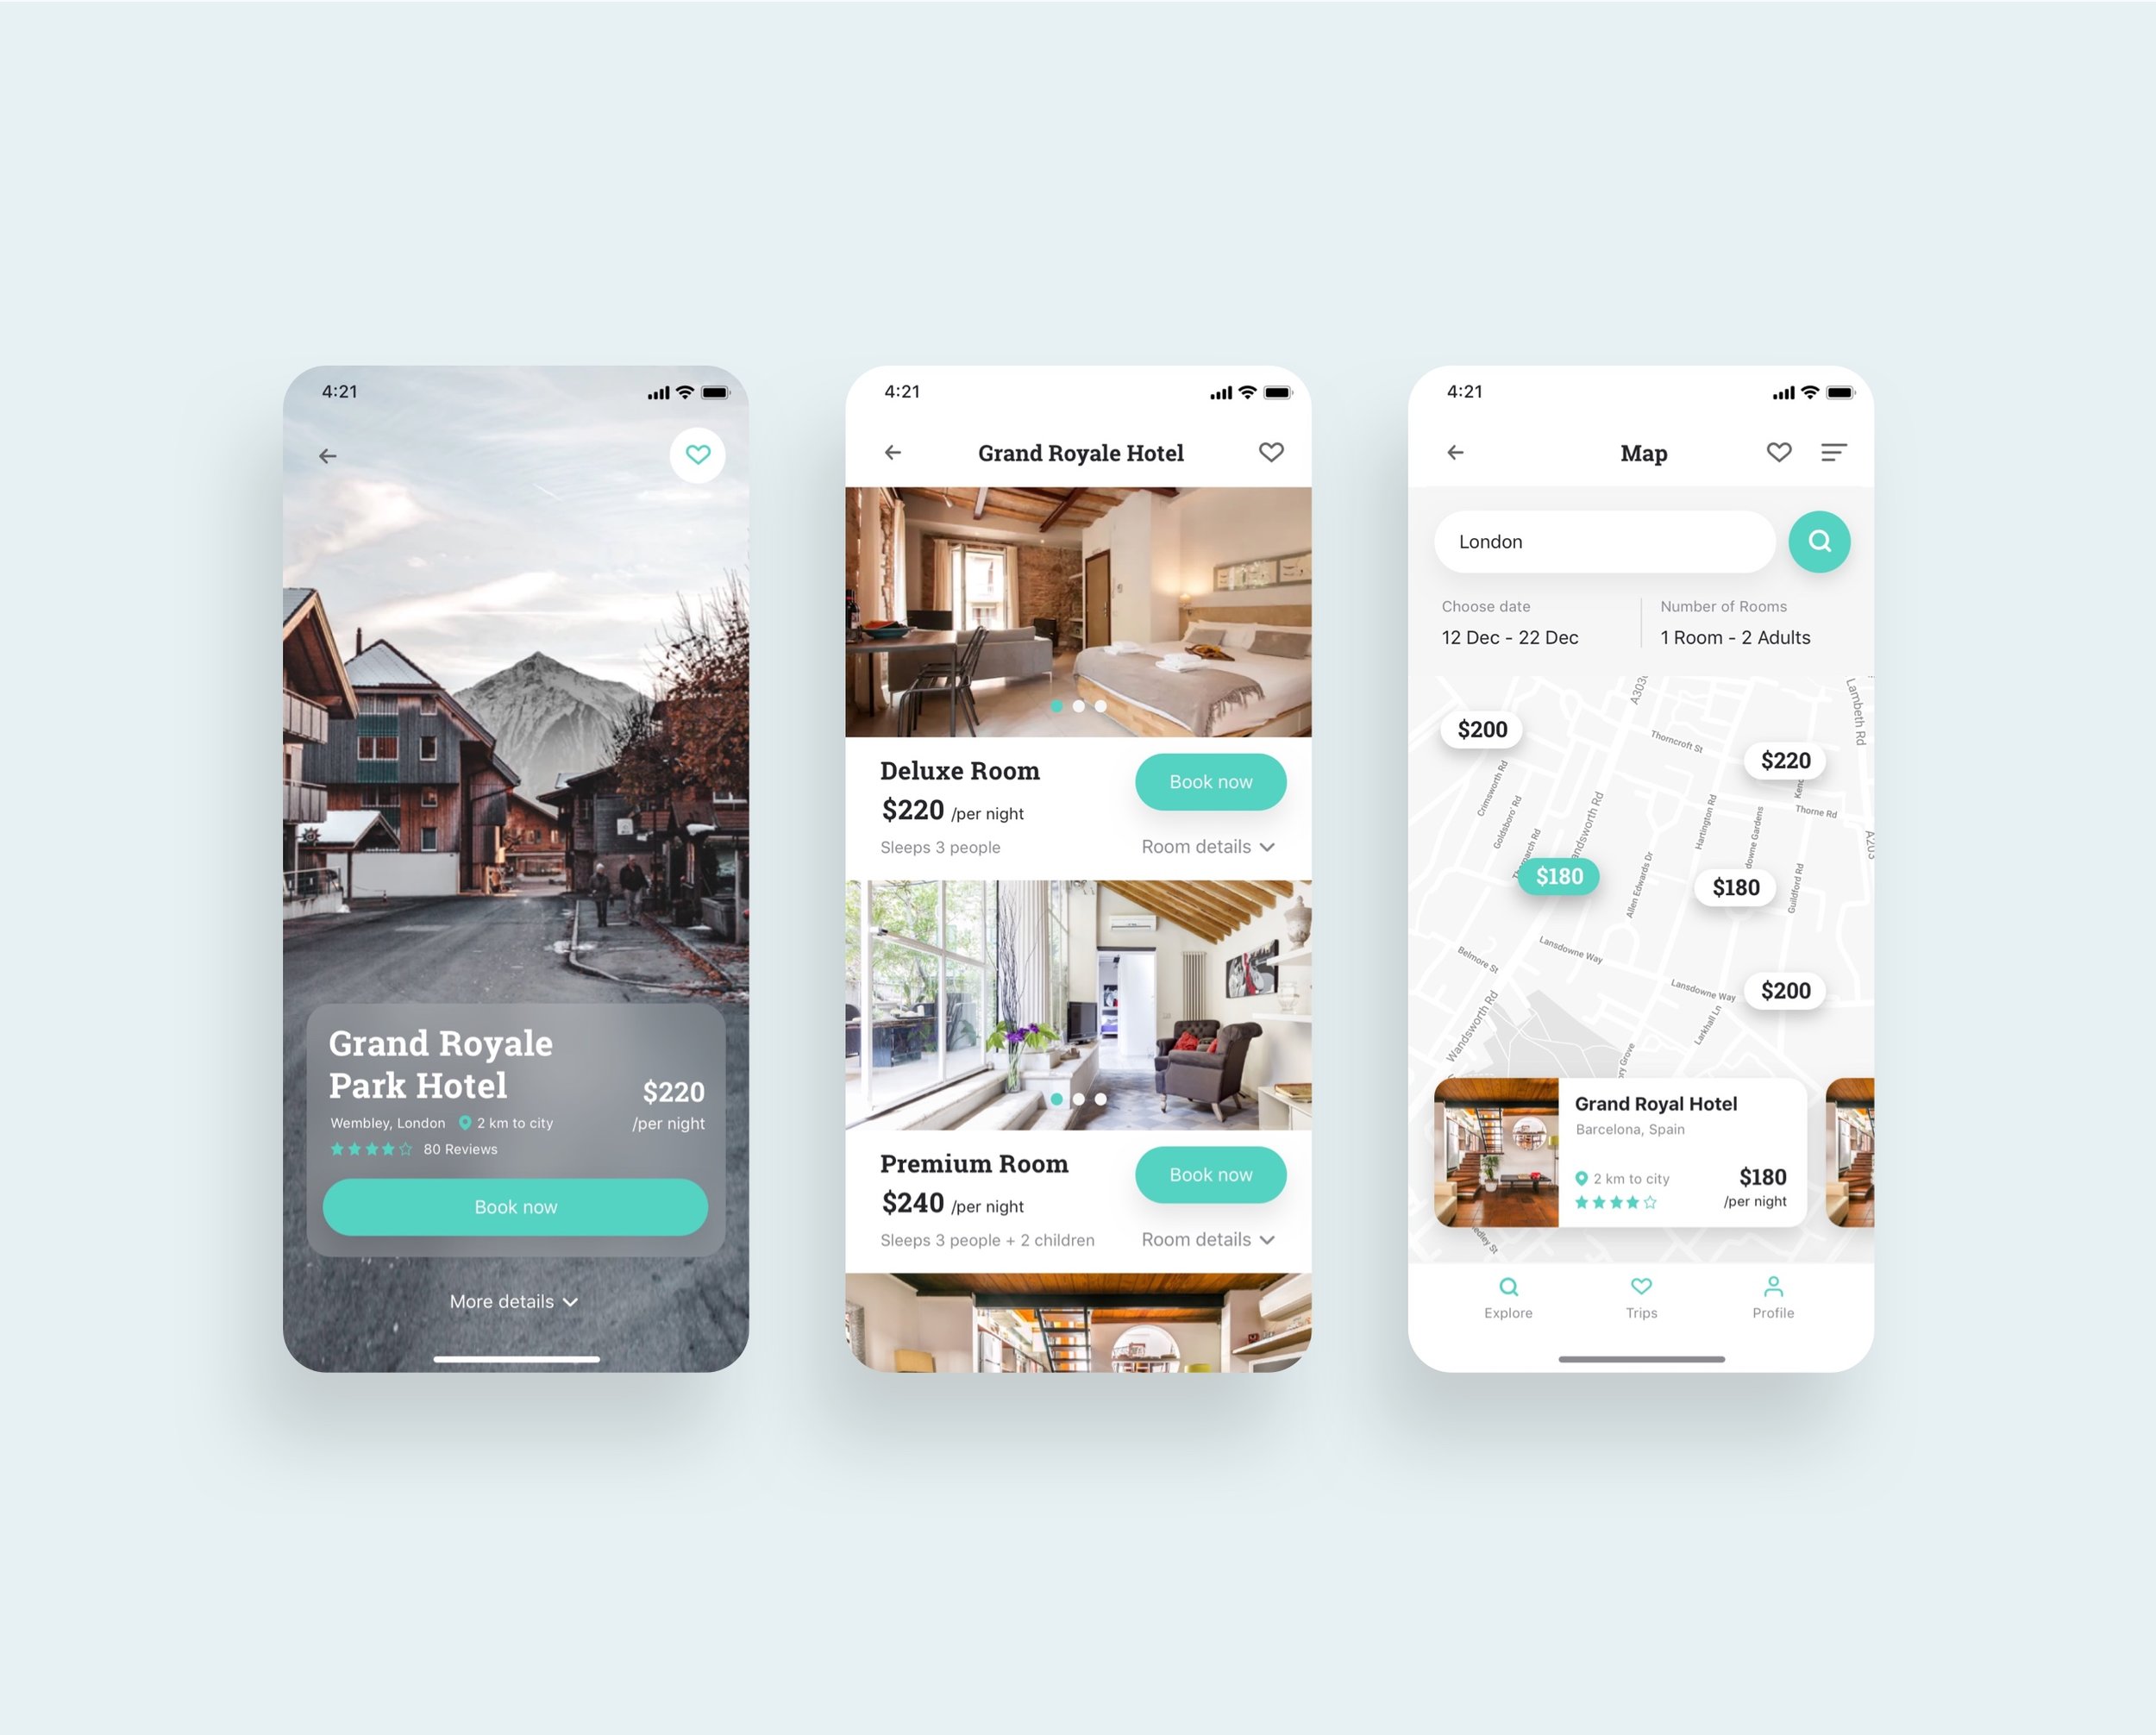 4:21
Grand Royale
Park Hotel
$220
Wembley, London 2 km to city
/per night
80 Reviews
Book now
More details
4:21
Grand Royale Hotel
Deluxe Room
Book now
$220 /per night
Sleeps 3 people
Room details
Premium Room
Book now
$240 /per night
Sleeps 3 people + 2 children
Room details
4:21
Map
London
Choose date
Number of Rooms
12 Dec - 22 Dec
1 Room - 2 Adults
Lambeth Rd
Thorncroft St
$200
$220
Crimsworth Rd
Goldsboro' Rd
Hartington Rd
Thorne Rd
A203
$180
$180
Allen Edwards Dr
Guildford Rd
Lansdowne Way
Belmore St
Lansdowne Way
$200
Wandsworth Rd
Larkhall Ln
Grand Royal Hotel
Barcelona, Spain
2 km to city
$180
/per night
Explore
Trips
Profile